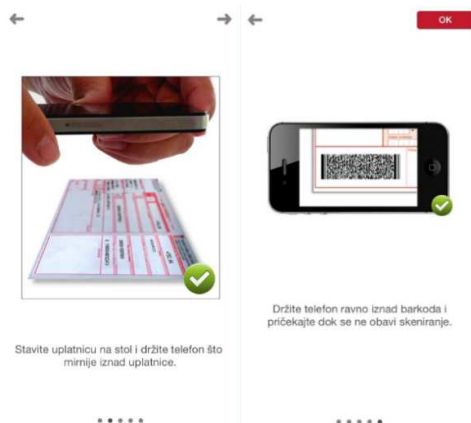 OK
Stavite uplatnicu na stol i držite telefon što
mirnije iznad uplatnice.
Držite telefon ravno iznad barkoda i
pričekajte dok se ne obavi skeniranje.